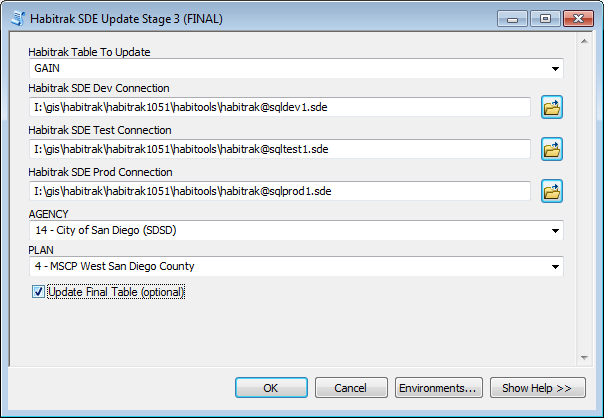 Habitrak SDE Update Stage 3 (FINAL)
Habitrak Table To Update
GAIN
Habitrak SDE Dev Connection
I:\gis\habitrak\habitrak1051\habitools\habitrak@sqldev1.sde
Habitrak SDE Test Connection
I:\gis\habitrak\habitrak1051\habitools\habitrak@sqltest1.sde
Habitrak SDE Prod Connection
I:\gis\habitrak\habitrak1051\habitools\habitrak@sqlprod1.sde
AGENCY
14 - City of San Diego (SDSD)
PLAN
4 - MSCP West San Diego County
Update Final Table (optional)
OK Cancel Environments... Show Help >>